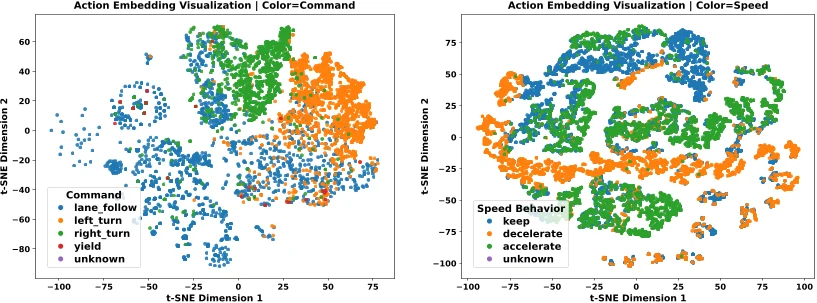 Action Embedding Visualization | Color=Command
t-SNE Dimension 2
60
40
20
0
−20
−40
−60
−80
Command
lane_follow
left_turn
right_turn
yield
unknown
−100
−75
−50
−25
0
25
50
75
t-SNE Dimension 1
Action Embedding Visualization | Color=Speed
t-SNE Dimension 2
75
50
25
0
−25
−50
−75
−100
Speed Behavior
keep
decelerate
accelerate
unknown
−100
−75
−50
−25
0
25
50
75
100
t-SNE Dimension 1